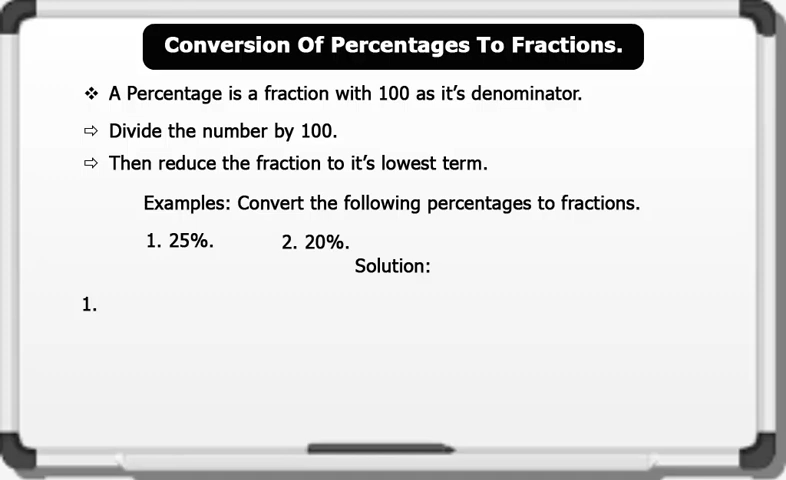 Conversion Of Percentages To Fractions.
❖ A Percentage is a fraction with 100 as it’s denominator.
⇨ Divide the number by 100.
⇨ Then reduce the fraction to it’s lowest term.
Examples: Convert the following percentages to fractions.
1. 25%. 2. 20%.
Solution:
1.